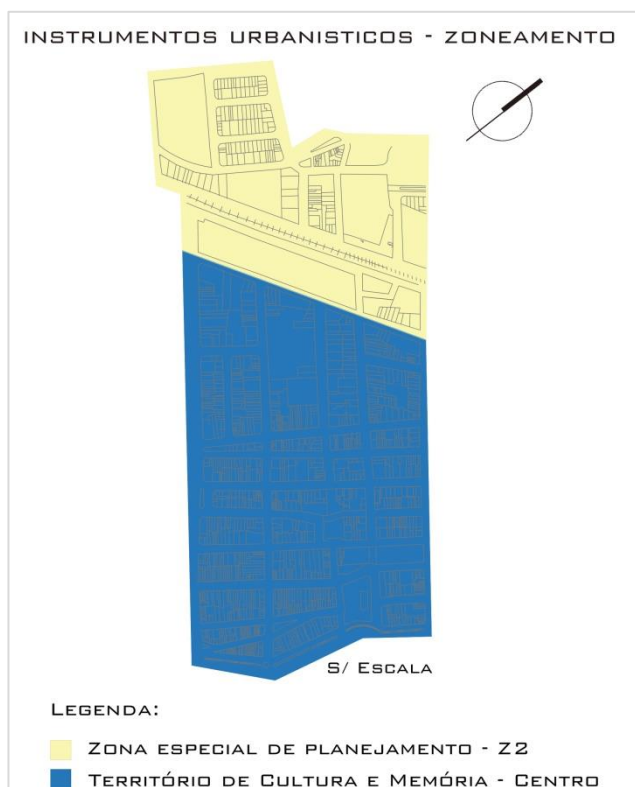 INSTRUMENTOS URBANISTICOS - ZONEAMENTO
S/ ESCALA
LEGENDA:
ZONA ESPECIAL DE PLANEJAMENTO - Z2
TERRITÓRIO DE CULTURA E MEMÓRIA - CENTRO